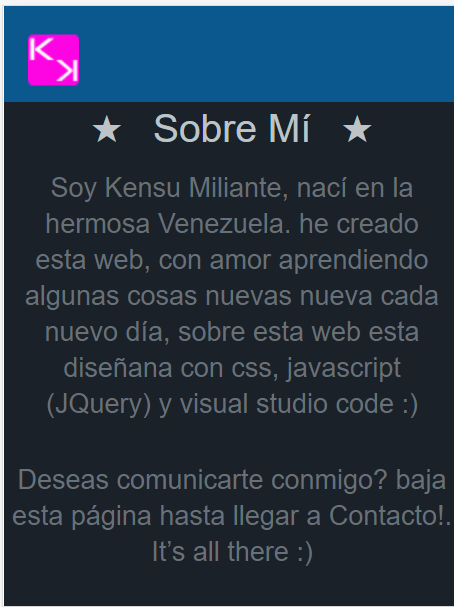 K
K
★ Sobre Mí ★
Soy Kensu Miliante, nací en la
hermosa Venezuela. he creado
esta web, con amor aprendiendo
algunas cosas nuevas nueva cada
nuevo día, sobre esta web esta
diseñana con css, javascript
(JQuery) y visual studio code :)
Deseas comunicarte conmigo? baja
esta página hasta llegar a Contacto!.
It’s all there :)